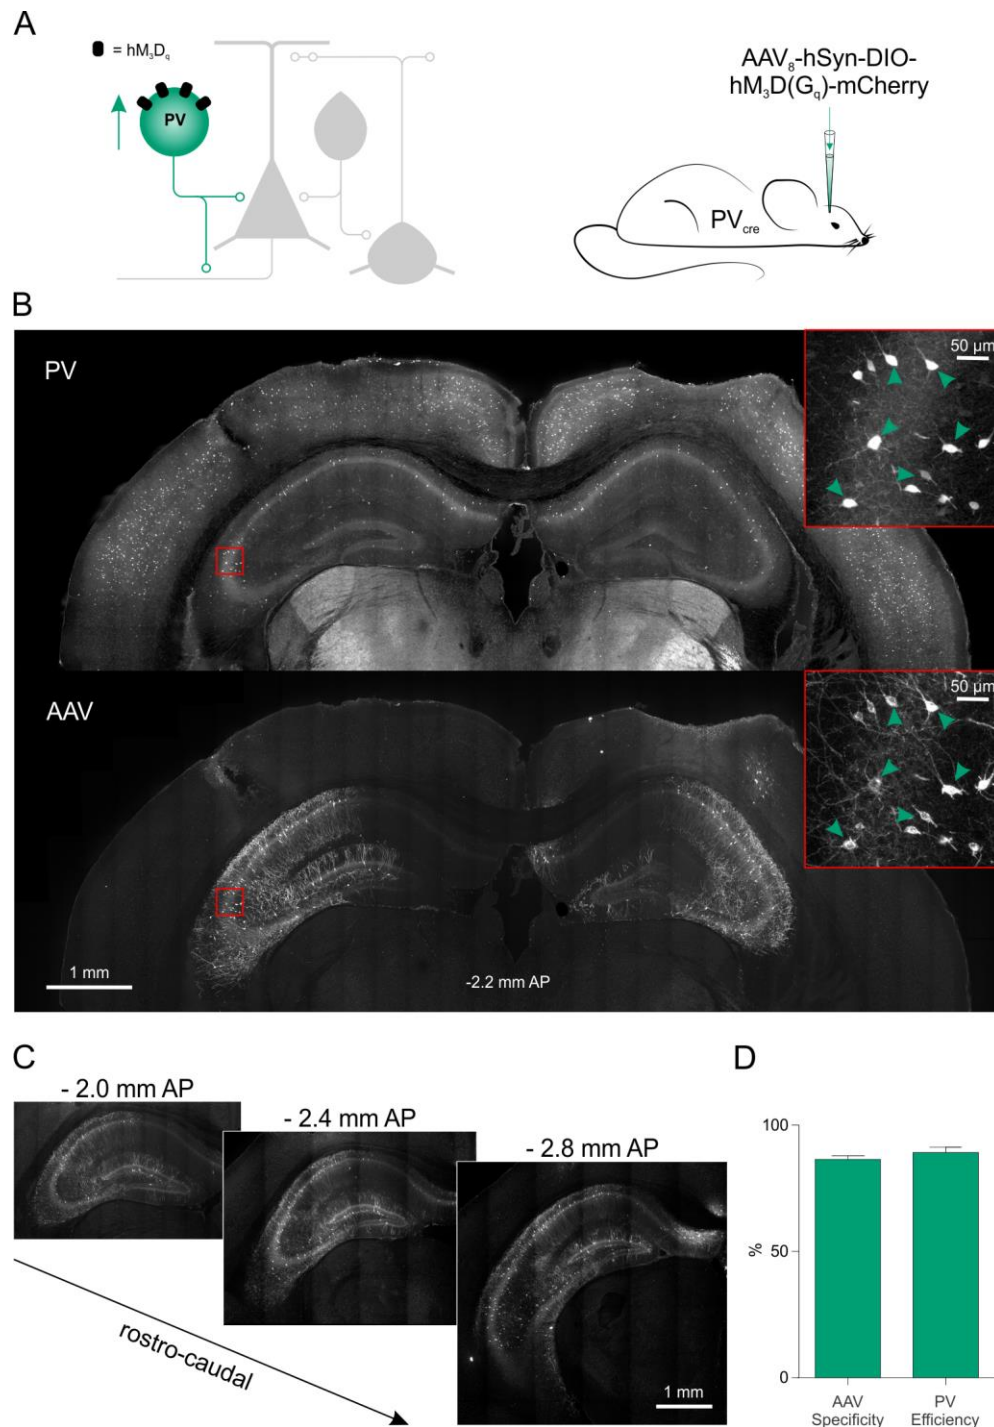 A
= hM₃Dq
PV
AAV₈-hSyn-DIO-
hM₃D(Gq)-mCherry
PVcre
B
PV
50 µm
AAV
50 µm
1 mm
-2.2 mm AP
C
- 2.0 mm AP
- 2.4 mm AP
- 2.8 mm AP
rostro-caudal
1 mm
D
100
50
0
%
AAV
Specificity
PV
Efficiency